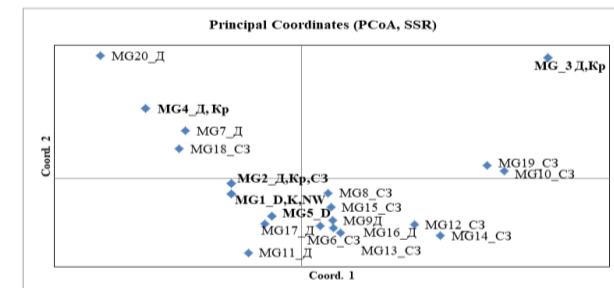 Principal Coordinates (PCoA, SSR)
MG20_Д
MG_3 Д,Кр
MG4_Д, Кр
MG7_Д
MG18_СЗ
MG19_СЗ
MG10_СЗ
MG2_Д,Кр,СЗ
MG1_D,K,NW
MG8_СЗ
MG15_СЗ
MG5_D
MG9Д
MG17_Д
MG16_Д
MG12_СЗ
MG6_СЗ
MG14_СЗ
MG11_Д
MG13_СЗ
Coord. 2
Coord. 1